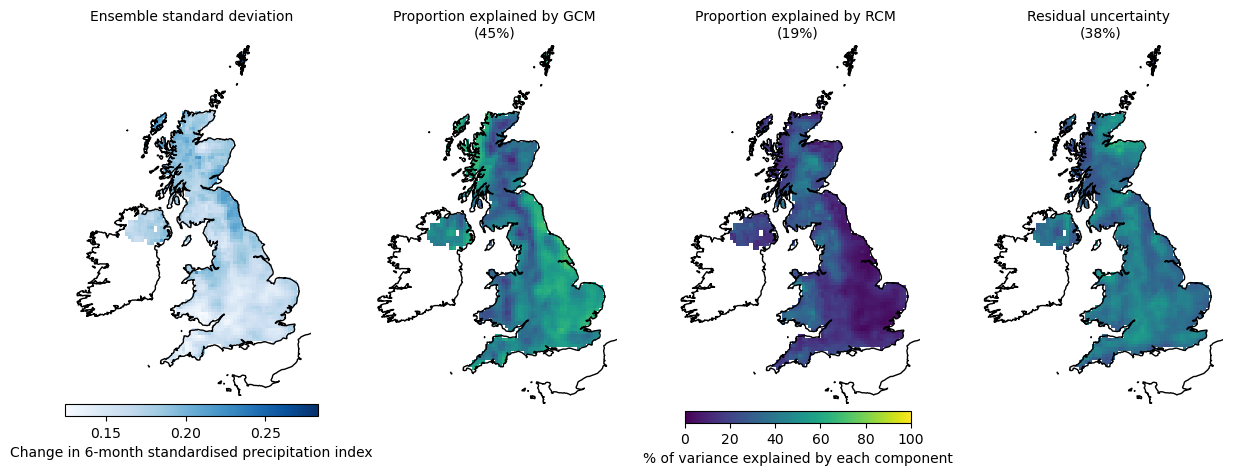 Ensemble standard deviation
Proportion explained by GCM
(45%)
Proportion explained by RCM
(19%)
Residual uncertainty
(38%)
0.15 0.20 0.25
Change in 6-month standardised precipitation index
0 20 40 60 80 100
% of variance explained by each component